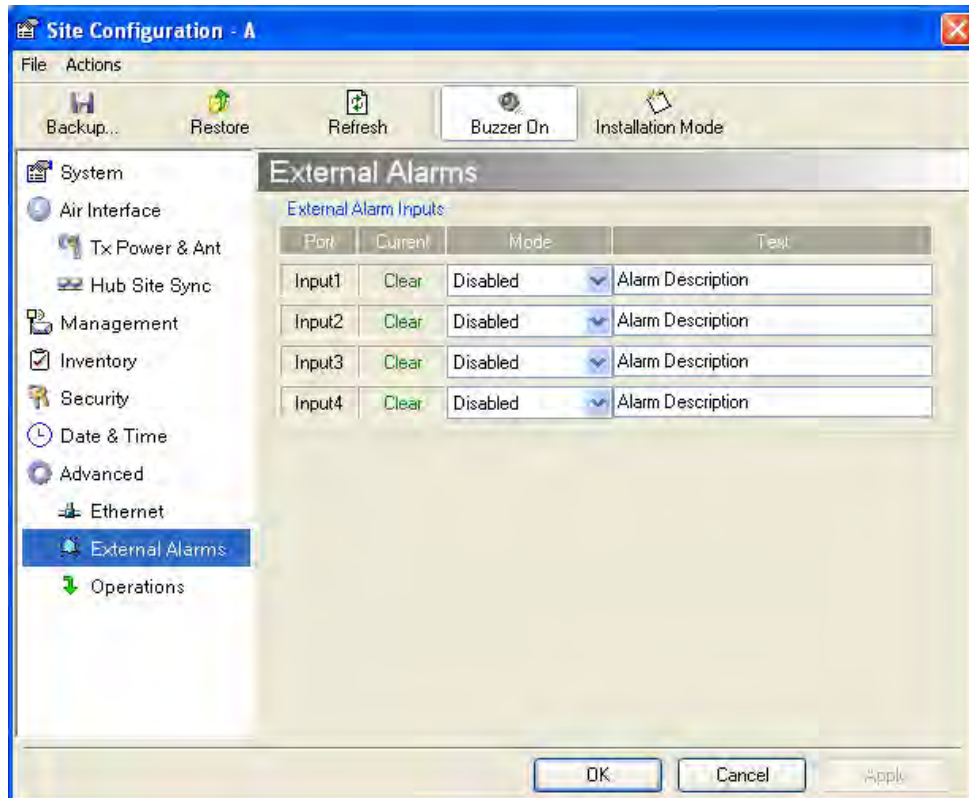 Site Configuration - A
File Actions
Backup... Restore Refresh Buzzer On Installation Mode
System
Air Interface
Tx Power & Ant
Hub Site Sync
Management
Inventory
Security
Date & Time
Advanced
Ethernet
External Alarms
Operations
External Alarms
External Alarm Inputs
Port Current Mode Text
Input1 Clear Disabled Alarm Description
Input2 Clear Disabled Alarm Description
Input3 Clear Disabled Alarm Description
Input4 Clear Disabled Alarm Description
OK Cancel Apply